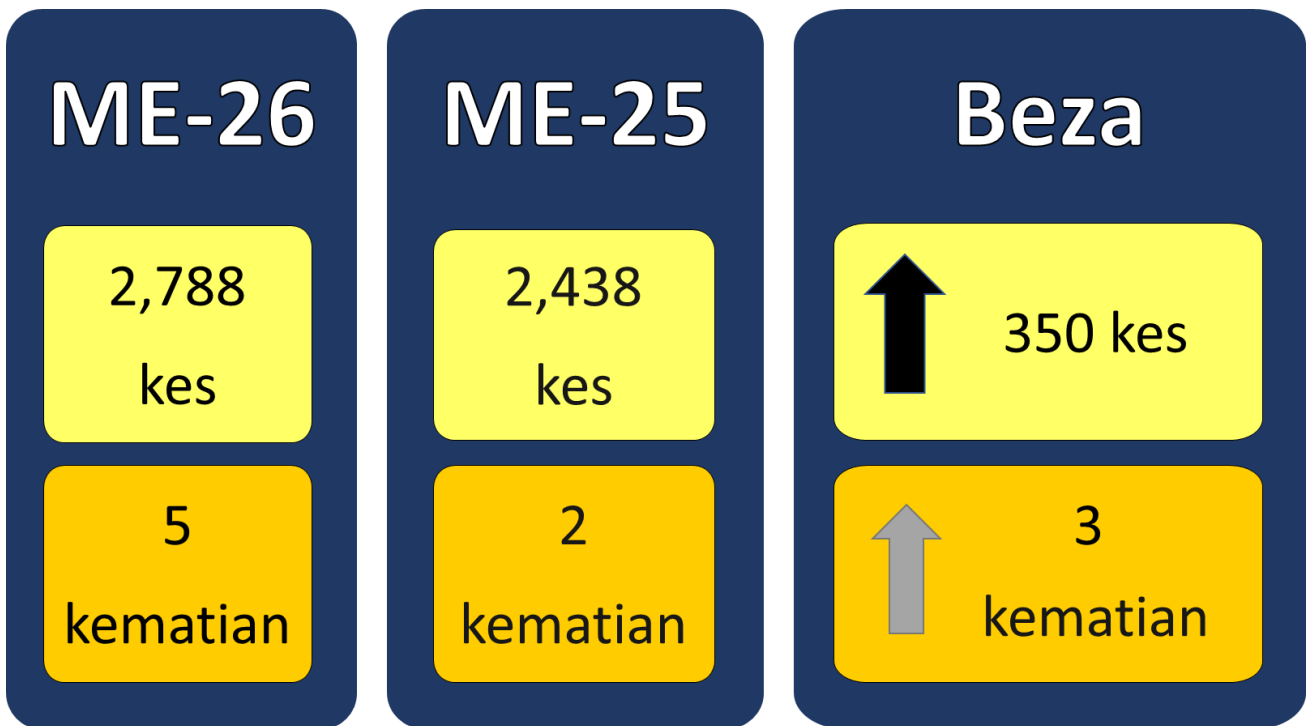 ME-26
2,788
kes
5
kematian
ME-25
2,438
kes
2
kematian
Beza
350 kes
3
kematian